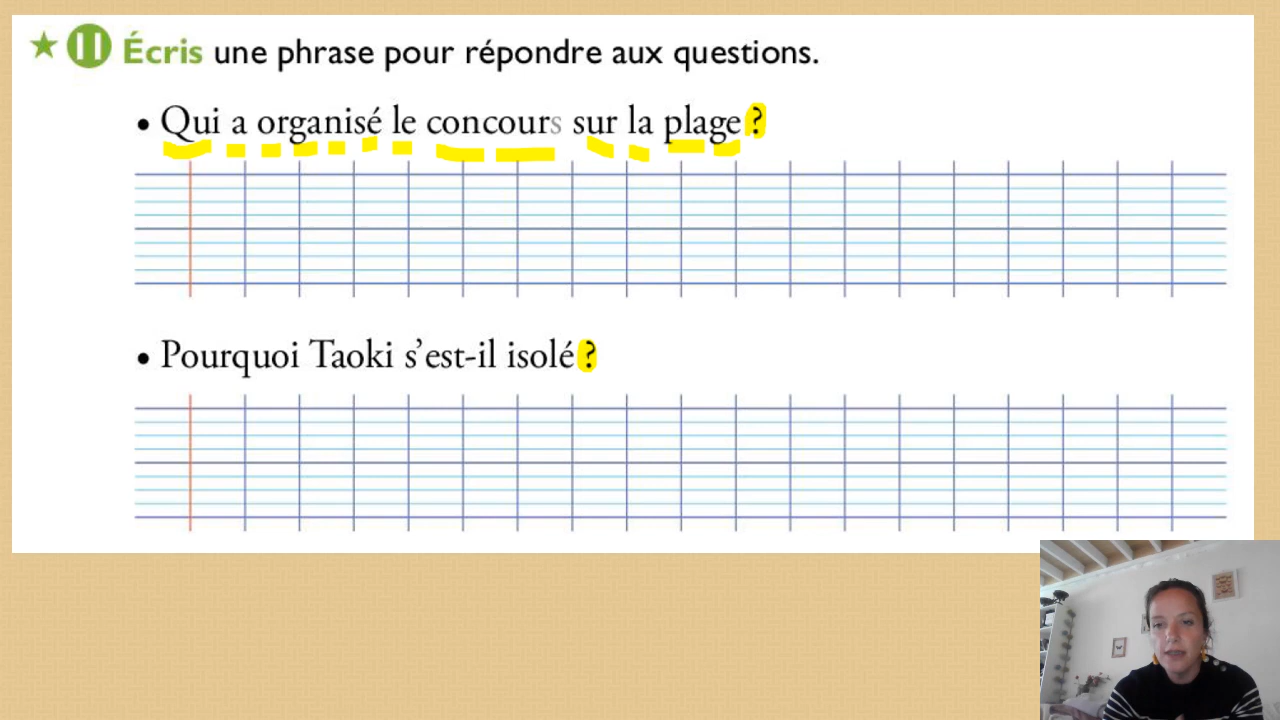 ★ 11 Écris une phrase pour répondre aux questions.
• Qui a organisé le concours sur la plage ?
• Pourquoi Taoki s’est-il isolé ?